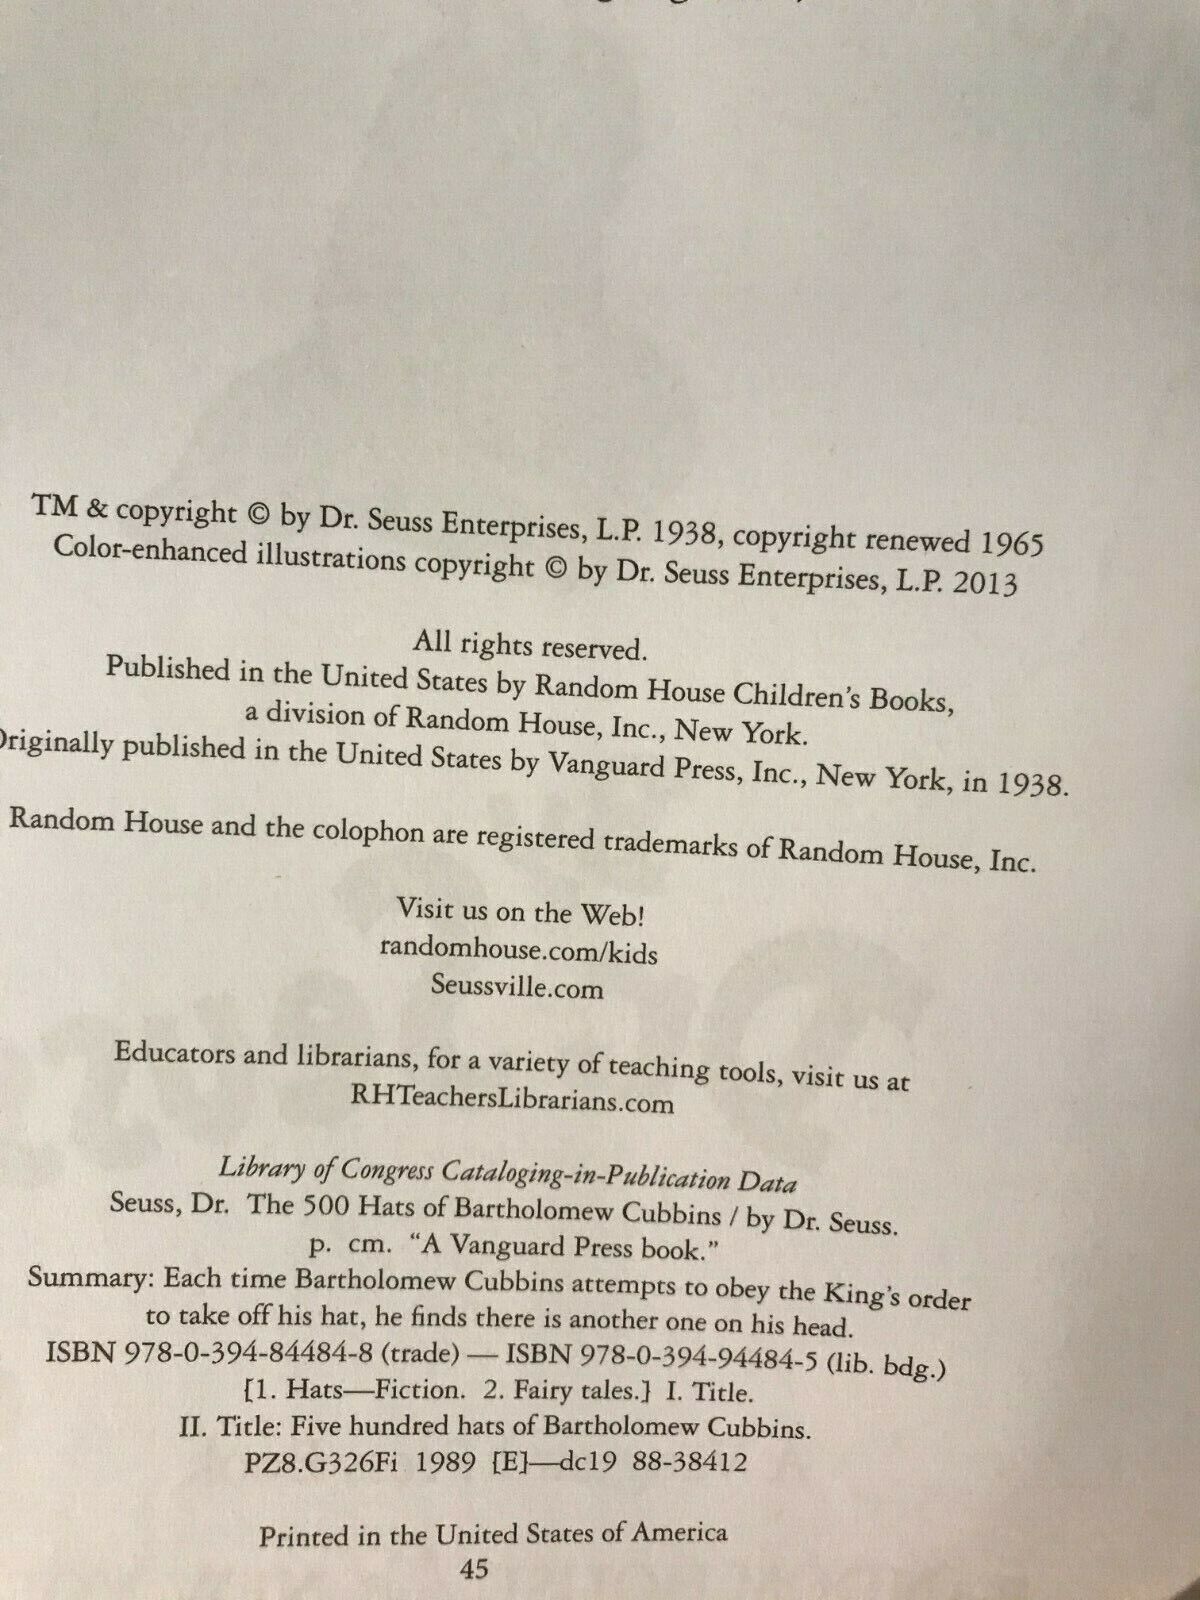 TM & copyright © by Dr. Seuss Enterprises, L.P. 1938, copyright renewed 1965
Color-enhanced illustrations copyright © by Dr. Seuss Enterprises, L.P. 2013
All rights reserved.
Published in the United States by Random House Children's Books,
a division of Random House, Inc., New York.
Originally published in the United States by Vanguard Press, Inc., New York, in 1938.
Random House and the colophon are registered trademarks of Random House, Inc.
Visit us on the Web!
randomhouse.com/kids
Seussville.com
Educators and librarians, for a variety of teaching tools, visit us at
RHTeachersLibrarians.com
Library of Congress Cataloging-in-Publication Data
Seuss, Dr. The 500 Hats of Bartholomew Cubbins / by Dr. Seuss.
p. cm. "A Vanguard Press book."
Summary: Each time Bartholomew Cubbins attempts to obey the King's order
to take off his hat, he finds there is another one on his head.
ISBN 978-0-394-84484-8 (trade) — ISBN 978-0-394-94484-5 (lib. bdg.)
[1. Hats—Fiction. 2. Fairy tales.] I. Title.
II. Title: Five hundred hats of Bartholomew Cubbins.
PZ8.G326Fi 1989 [E]—dc19 88-38412
Printed in the United States of America
45